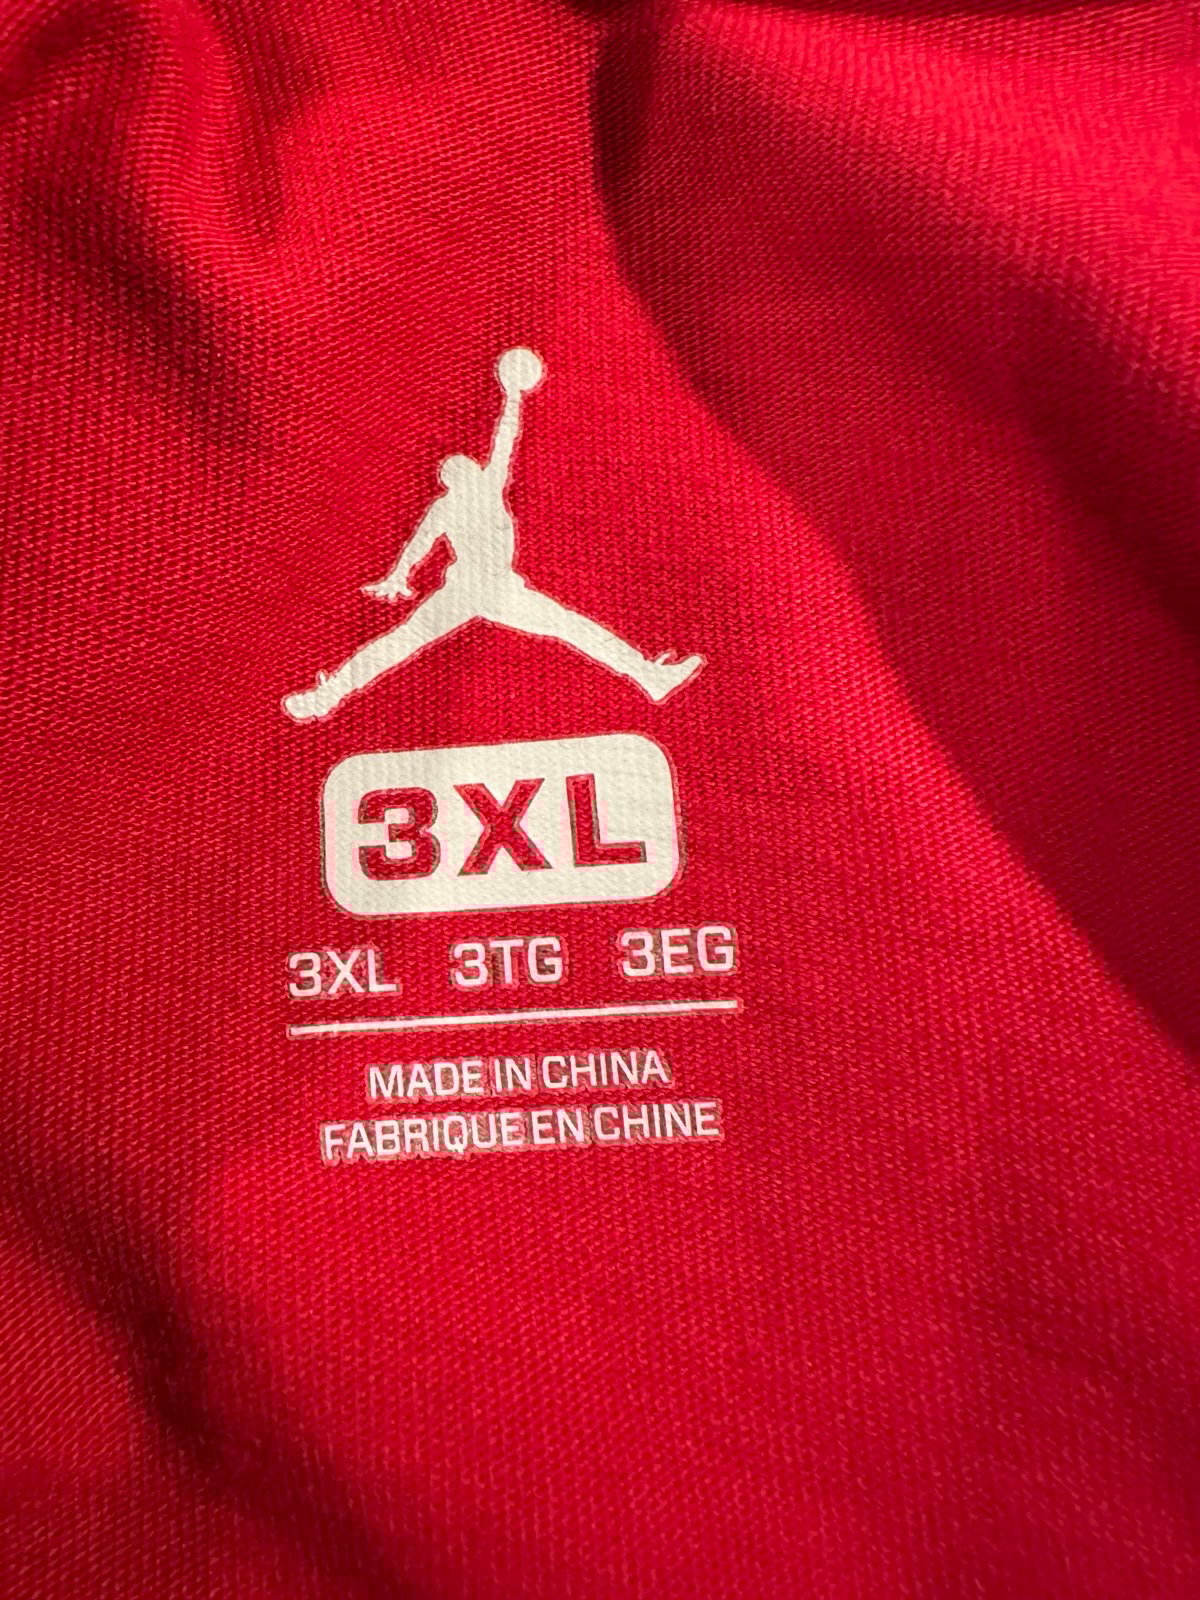 3XL
3XL 3TG 3EG
MADE IN CHINA
FABRIQUE EN CHINE